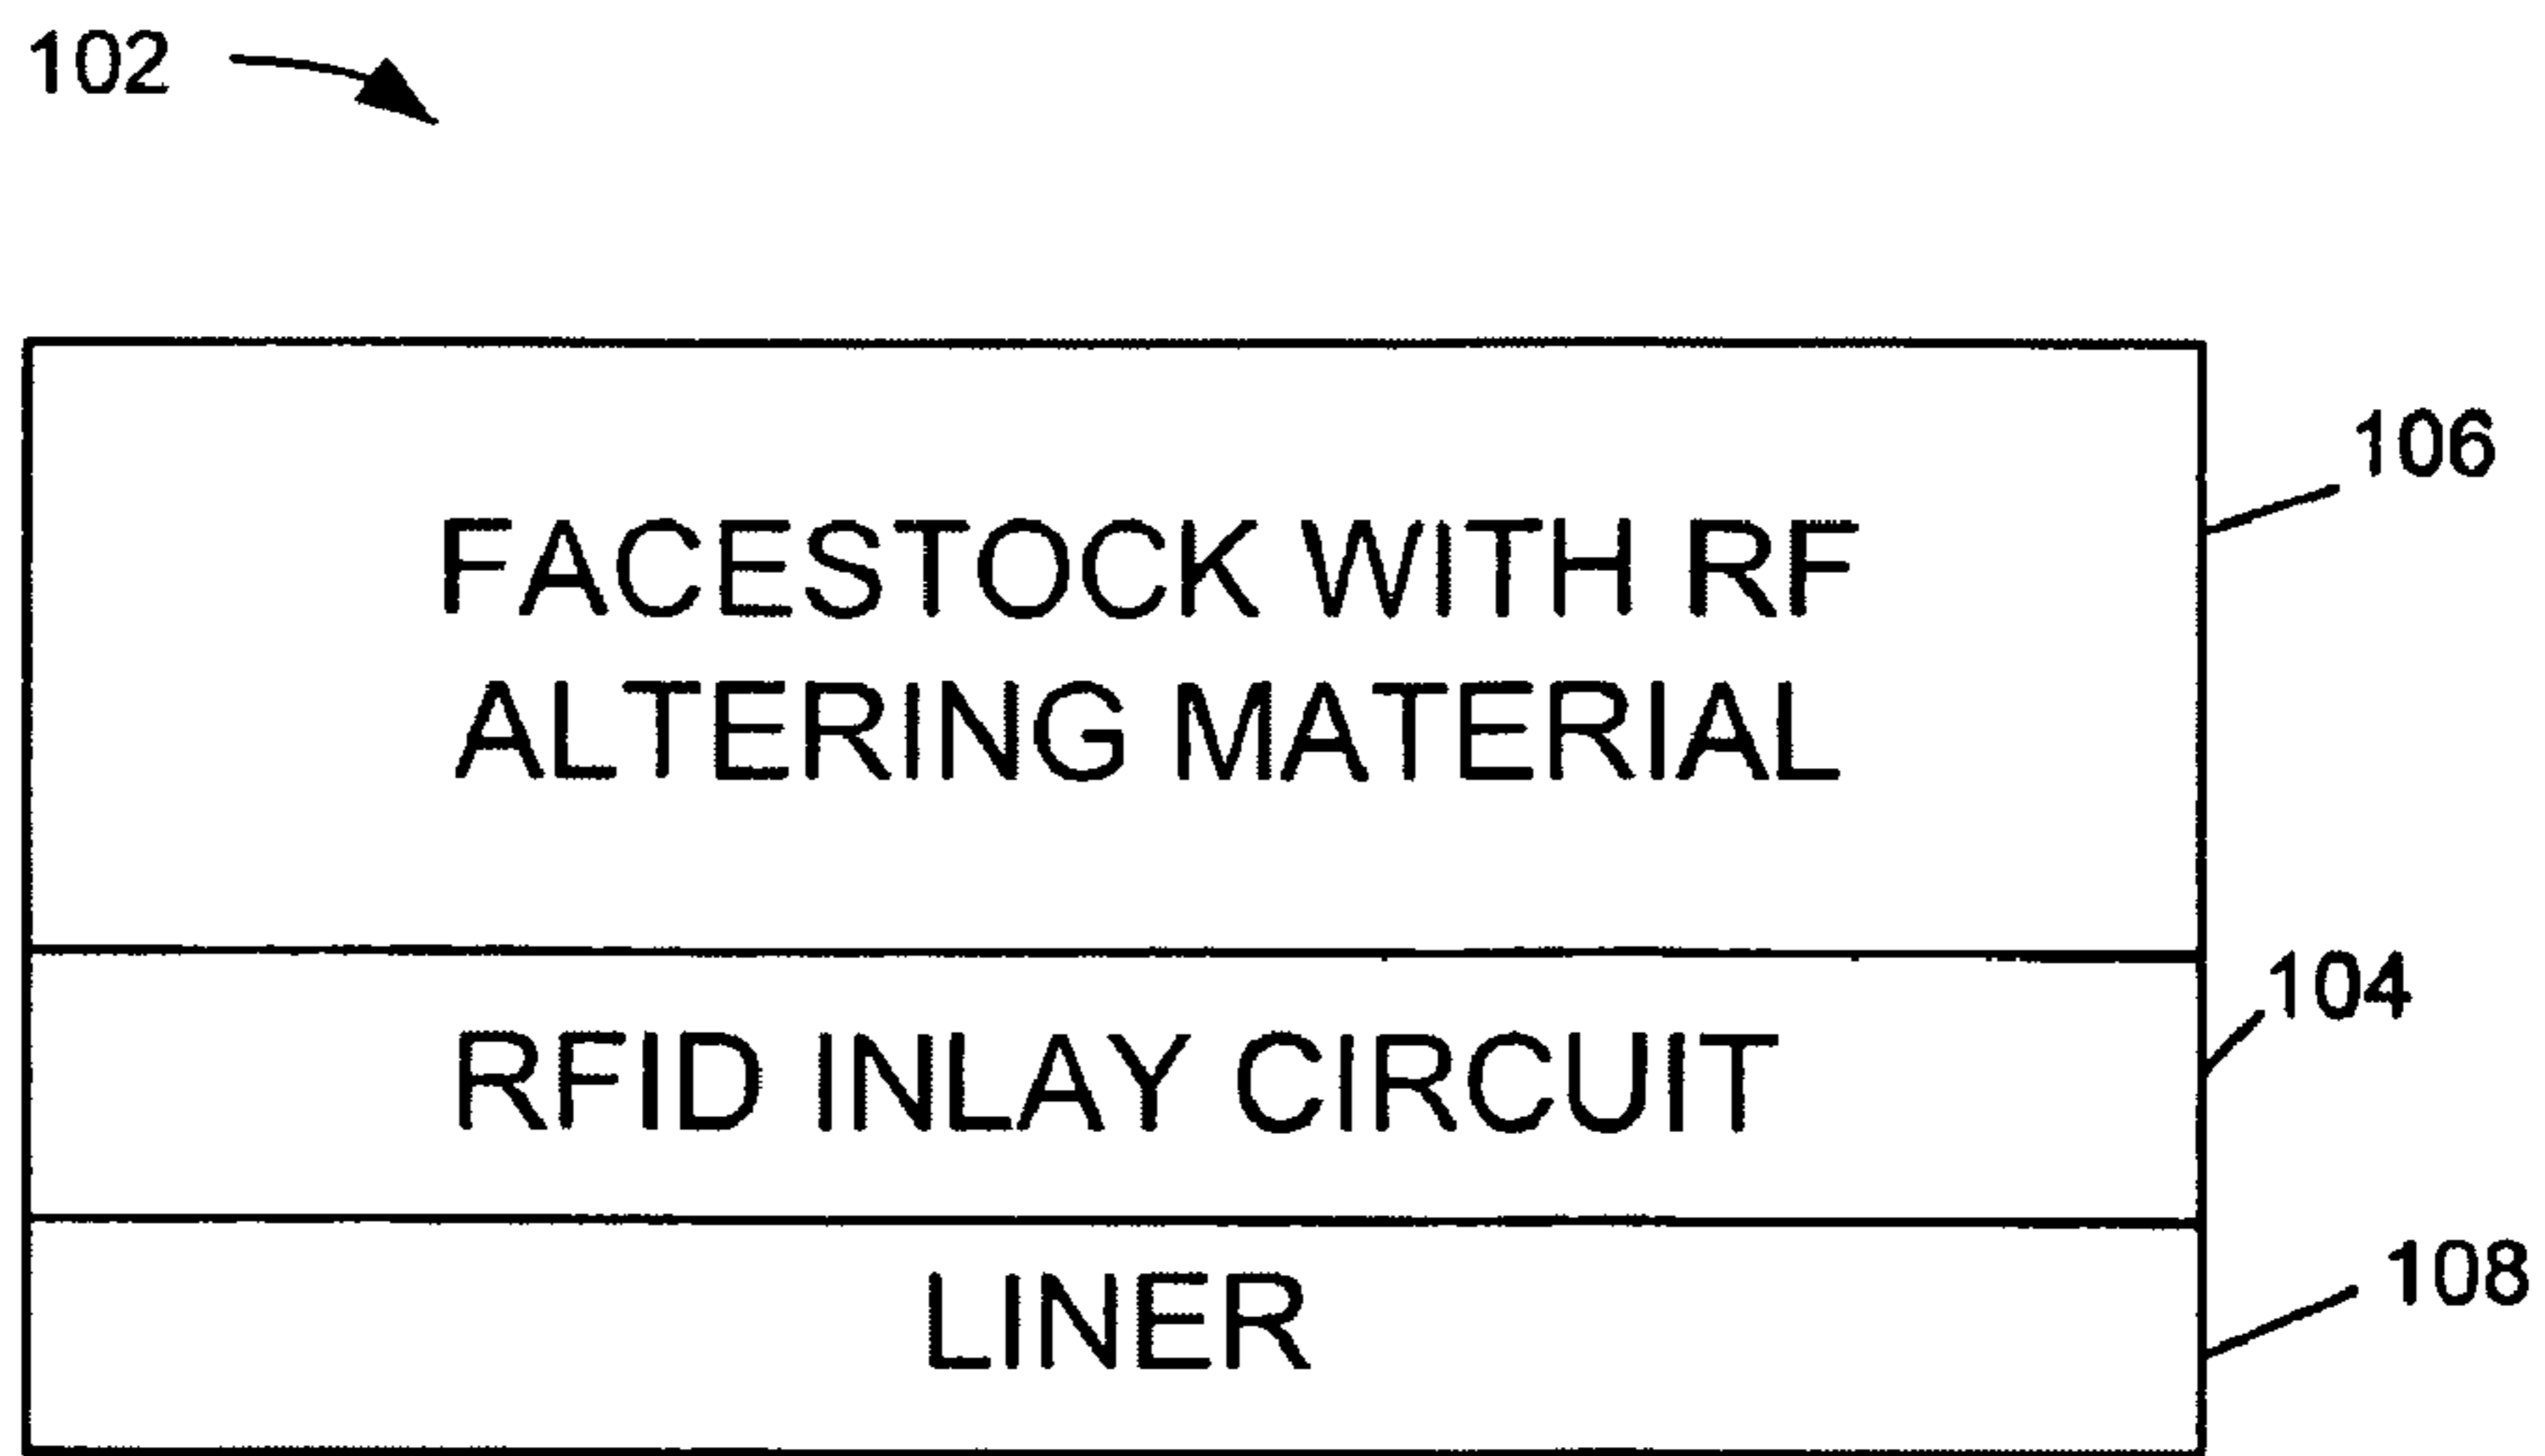 102
106
FACESTOCK WITH RF
ALTERING MATERIAL
104
RFID INLAY CIRCUIT
108
LINER